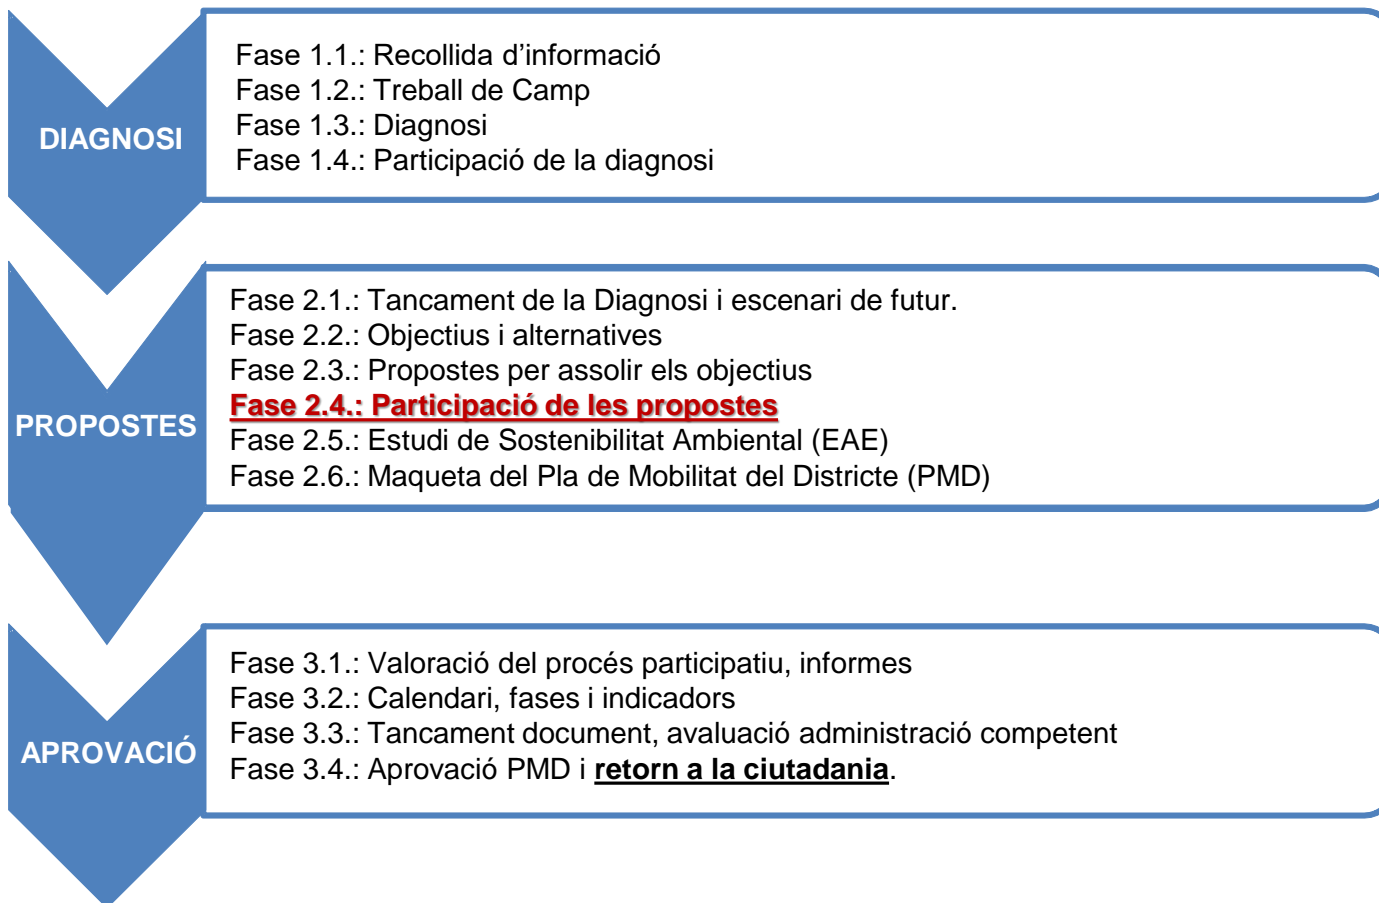 DIAGNOSI
Fase 1.1.: Recollida d’informació
Fase 1.2.: Treball de Camp
Fase 1.3.: Diagnosi
Fase 1.4.: Participació de la diagnosi
PROPOSTES
Fase 2.1.: Tancament de la Diagnosi i escenari de futur.
Fase 2.2.: Objectius i alternatives
Fase 2.3.: Propostes per assolir els objectius
Fase 2.4.: Participació de les propostes
Fase 2.5.: Estudi de Sostenibilitat Ambiental (EAE)
Fase 2.6.: Maqueta del Pla de Mobilitat del Districte (PMD)
APROVACIÓ
Fase 3.1.: Valoració del procés participatiu, informes
Fase 3.2.: Calendari, fases i indicadors
Fase 3.3.: Tancament document, avaluació administració competent
Fase 3.4.: Aprovació PMD i retorn a la ciutadania.